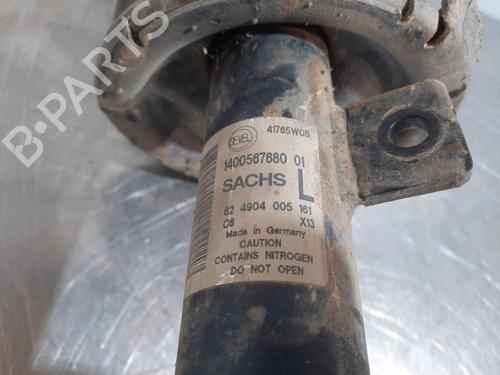 B-PARTS
SEVEL
41765W08
1400567680 01
SACHS L
82 4904 005 161
C6 X13
Made in Germany
CAUTION
CONTAINS NITROGEN
DO NOT OPEN